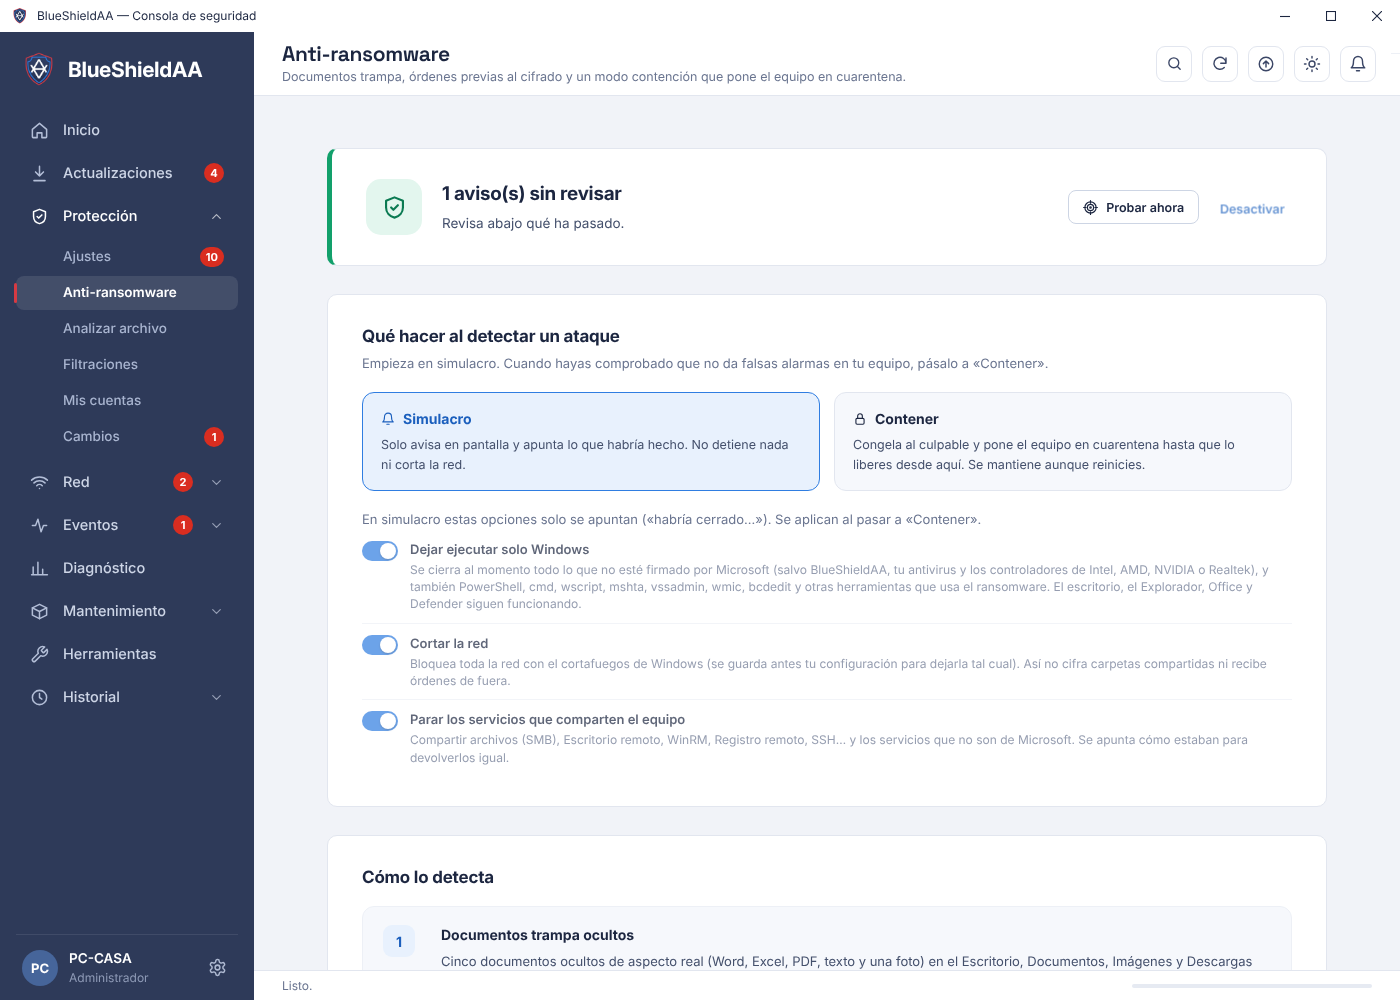 BlueShieldAA — Consola de seguridad
BlueShieldAA
Inicio
Actualizaciones 4
Protección
Ajustes 10
Anti-ransomware
Analizar archivo
Filtraciones
Mis cuentas
Cambios 1
Red 2
Eventos 1
Diagnóstico
Mantenimiento
Herramientas
Historial
PC
PC-CASA
Administrador
Anti-ransomware
Documentos trampa, órdenes previas al cifrado y un modo contención que pone el equipo en cuarentena.
1 aviso(s) sin revisar
Revisa abajo qué ha pasado.
Probar ahora
Desactivar
Qué hacer al detectar un ataque
Empieza en simulacro. Cuando hayas comprobado que no da falsas alarmas en tu equipo, pásalo a «Contener».
Simulacro
Solo avisa en pantalla y apunta lo que habría hecho. No detiene nada
ni corta la red.
Contener
Congela al culpable y pone el equipo en cuarentena hasta que lo
liberes desde aquí. Se mantiene aunque reinicies.
En simulacro estas opciones solo se apuntan («habría cerrado...»). Se aplican al pasar a «Contener».
Dejar ejecutar solo Windows
Se cierra al momento todo lo que no esté firmado por Microsoft (salvo BlueShieldAA, tu antivirus y los controladores de Intel, AMD, NVIDIA o Realtek), y
también PowerShell, cmd, wscript, mshta, vssadmin, wmic, bcdedit y otras herramientas que usa el ransomware. El escritorio, el Explorador, Office y
Defender siguen funcionando.
Cortar la red
Bloquea toda la red con el cortafuegos de Windows (se guarda antes tu configuración para dejarla tal cual). Así no cifra carpetas compartidas ni recibe
órdenes de fuera.
Parar los servicios que comparten el equipo
Compartir archivos (SMB), Escritorio remoto, WinRM, Registro remoto, SSH... y los servicios que no son de Microsoft. Se apunta cómo estaban para
devolverlos igual.
Cómo lo detecta
1
Documentos trampa ocultos
Cinco documentos ocultos de aspecto real (Word, Excel, PDF, texto y una foto) en el Escritorio, Documentos, Imágenes y Descargas
Listo.